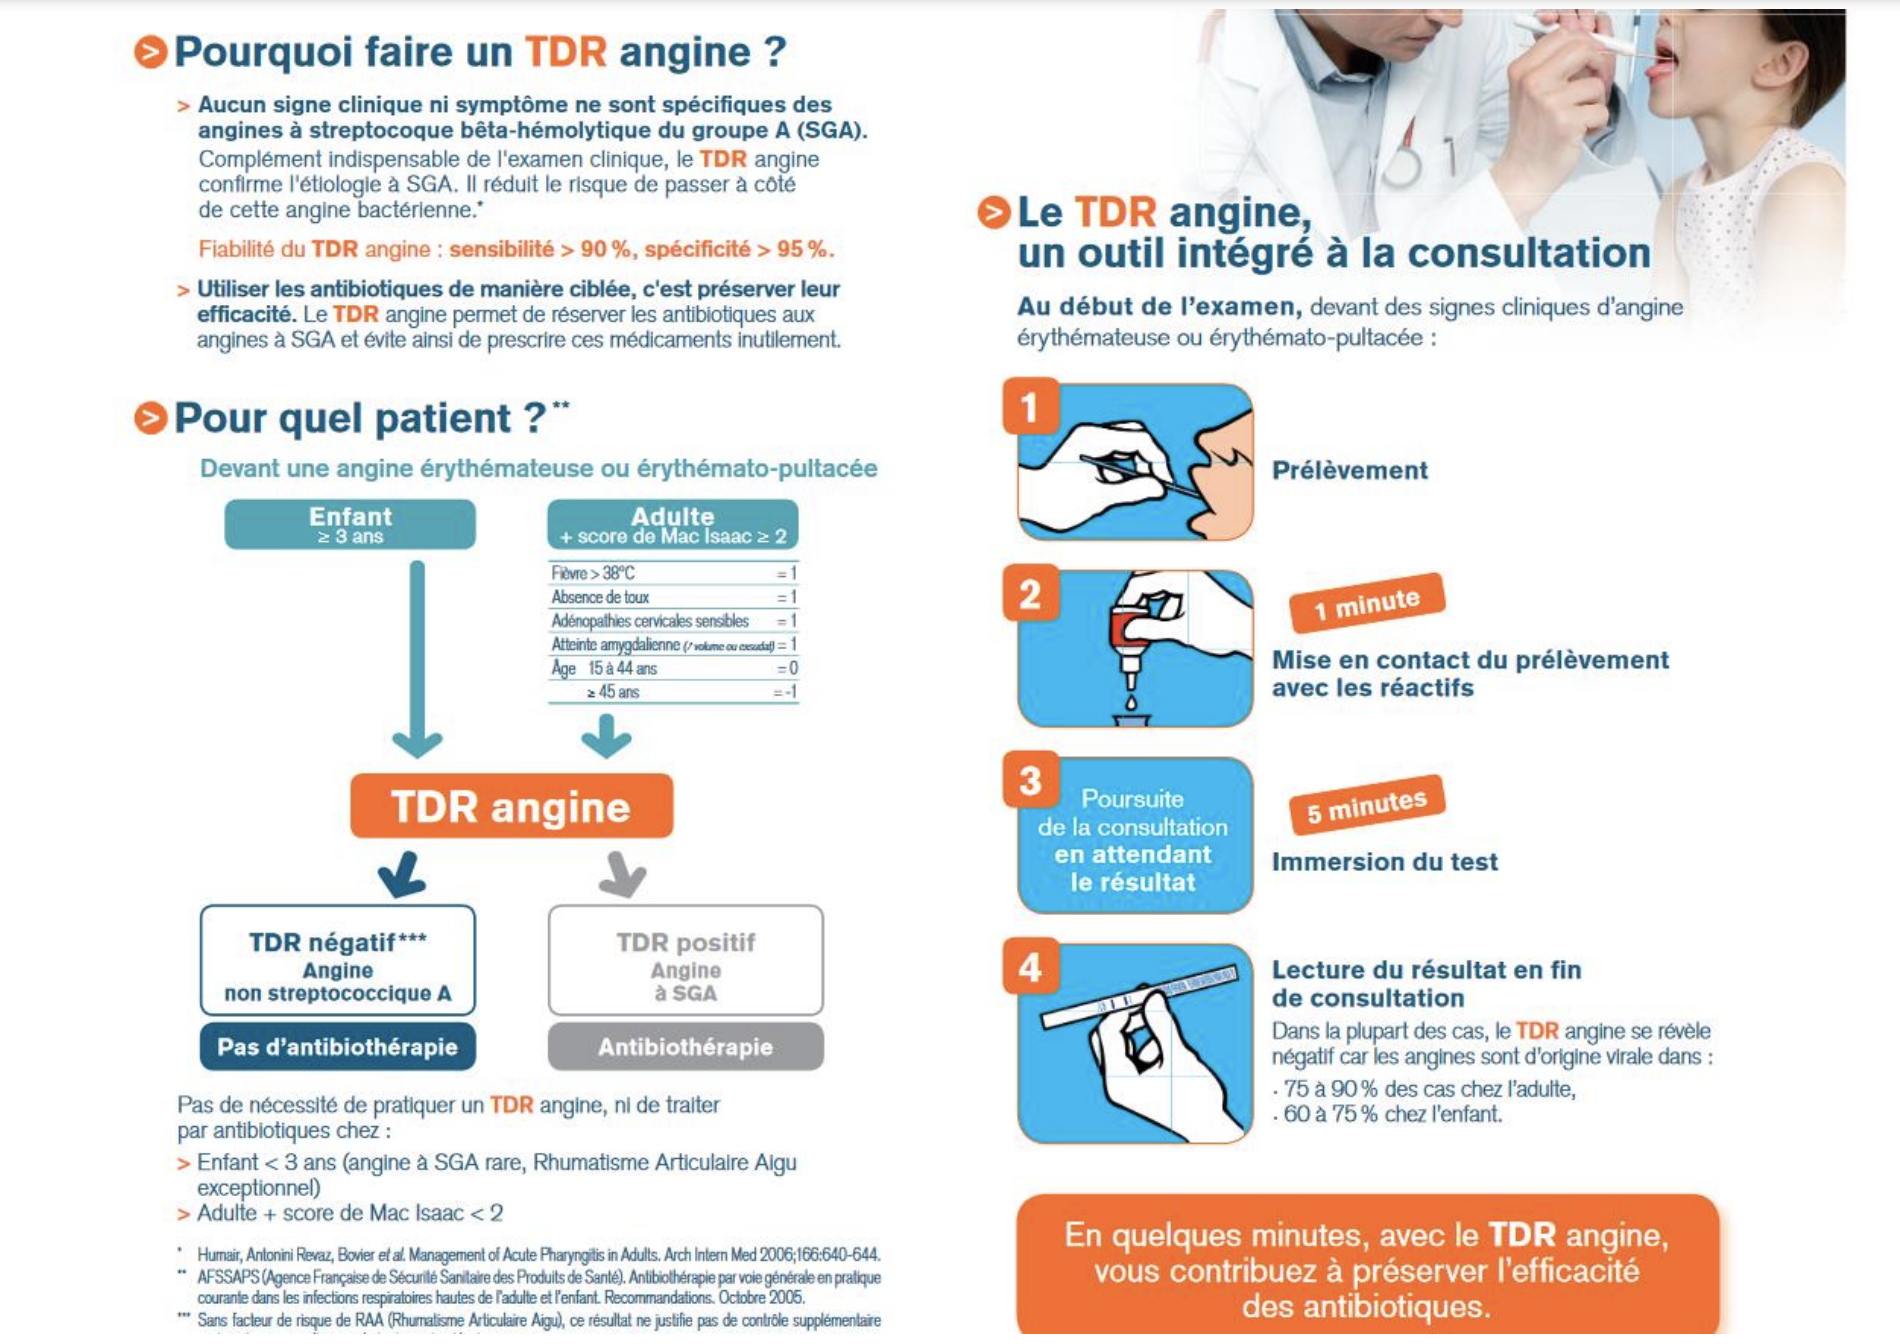 Pourquoi faire un TDR angine ?
> Aucun signe clinique ni symptôme ne sont spécifiques des
angines à streptocoque bêta-hémolytique du groupe A (SGA).
Complément indispensable de l'examen clinique, le TDR angine
confirme l'étiologie à SGA. Il réduit le risque de passer à côté
de cette angine bactérienne.*
Fiabilité du TDR angine : sensibilité > 90 %, spécificité > 95 %.
> Utiliser les antibiotiques de manière ciblée, c'est préserver leur
efficacité. Le TDR angine permet de réserver les antibiotiques aux
angines à SGA et évite ainsi de prescrire ces médicaments inutilement.
Pour quel patient ?**
Devant une angine érythémateuse ou érythémato-pultacée
Enfant
≥ 3 ans
Adulte
+ score de Mac Isaac ≥ 2
Fièvre > 38°C = 1
Absence de toux = 1
Adénopathies cervicales sensibles = 1
Atteinte amygdalienne (↗ volume ou exsudat) = 1
Âge 15 à 44 ans = 0
≥ 45 ans = -1
TDR angine
TDR négatif***
Angine
non streptococcique A
Pas d'antibiothérapie
TDR positif
Angine
à SGA
Antibiothérapie
Pas de nécessité de pratiquer un TDR angine, ni de traiter
par antibiotiques chez :
> Enfant < 3 ans (angine à SGA rare, Rhumatisme Articulaire Aigu
exceptionnel)
> Adulte + score de Mac Isaac < 2
* Humair, Antonini Revaz, Bovier et al. Management of Acute Pharyngitis in Adults. Arch Intern Med 2006;166:640-644.
** AFSSAPS (Agence Française de Sécurité Sanitaire des Produits de Santé). Antibiothérapie par voie générale en pratique
courante dans les infections respiratoires hautes de l'adulte et l'enfant. Recommandations. Octobre 2005.
*** Sans facteur de risque de RAA (Rhumatisme Articulaire Aigu), ce résultat ne justifie pas de contrôle supplémentaire
Le TDR angine,
un outil intégré à la consultation
Au début de l'examen, devant des signes cliniques d'angine
érythémateuse ou érythémato-pultacée :
1
Prélèvement
2
1 minute
Mise en contact du prélèvement
avec les réactifs
3
Poursuite
de la consultation
en attendant
le résultat
5 minutes
Immersion du test
4
Lecture du résultat en fin
de consultation
Dans la plupart des cas, le TDR angine se révèle
négatif car les angines sont d'origine virale dans :
. 75 à 90 % des cas chez l'adulte,
. 60 à 75 % chez l'enfant.
En quelques minutes, avec le TDR angine,
vous contribuez à préserver l'efficacité
des antibiotiques.